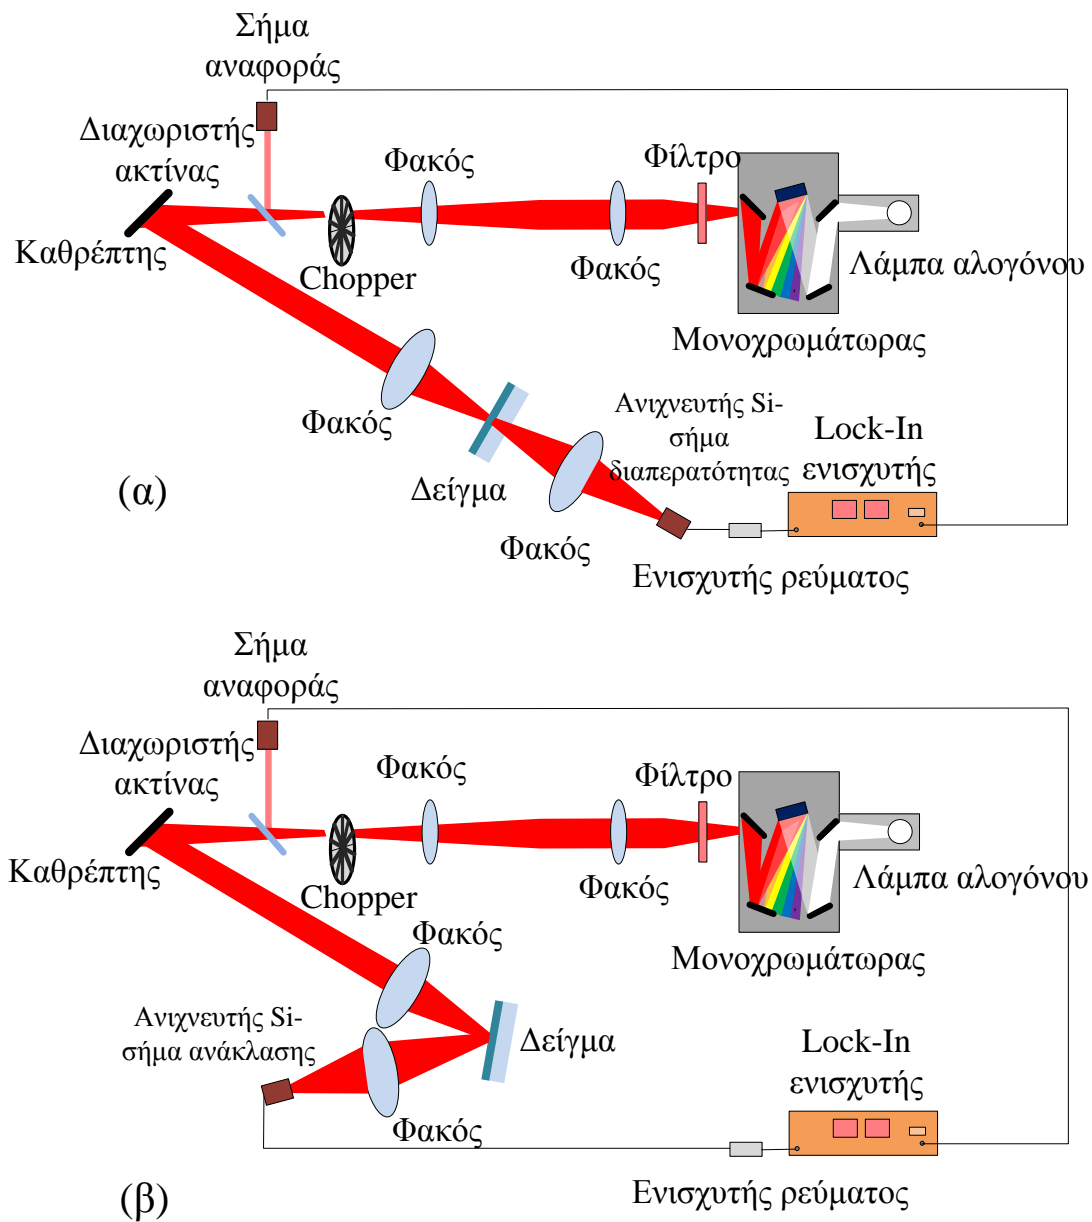 Σήμα
αναφοράς
Διαχωριστής
ακτίνας
Φακός
Φίλτρο
Καθρέπτης
Chopper
Φακός
Λάμπα αλογόνου
Μονοχρωμάτωρας
Φακός
Ανιχνευτής Si-
σήμα
διαπερατότητας
Lock-In
ενισχυτής
(α)
Δείγμα
Φακός
Ενισχυτής ρεύματος
Σήμα
αναφοράς
Διαχωριστής
ακτίνας
Φακός
Φίλτρο
Καθρέπτης
Chopper
Φακός
Λάμπα αλογόνου
Φακός
Μονοχρωμάτωρας
Ανιχνευτής Si-
σήμα ανάκλασης
Δείγμα
Lock-In
ενισχυτής
Φακός
(β)
Ενισχυτής ρεύματος